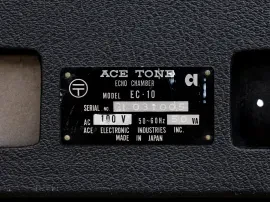 ACE TONE
ECHO CHAMBER
MODEL EC-10
SERIAL NO.
AC 100 V 50-60Hz VA
ACE ELECTRONIC INDUSTRIES INC.
MADE IN JAPAN